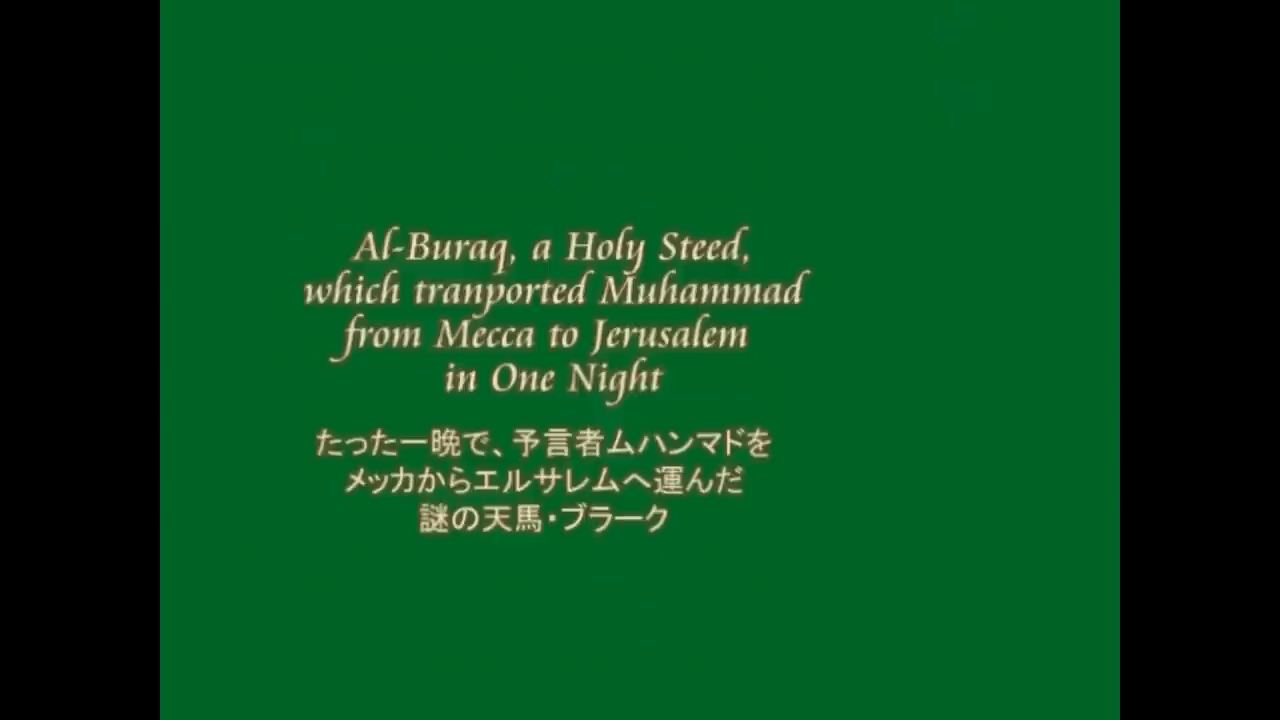 Al-Buraq, a Holy Steed,
which tranported Muhammad
from Mecca to Jerusalem
in One Night
たった一晩で、予言者ムハンマドを
メッカからエルサレムへ運んだ
謎の天馬・ブラーク